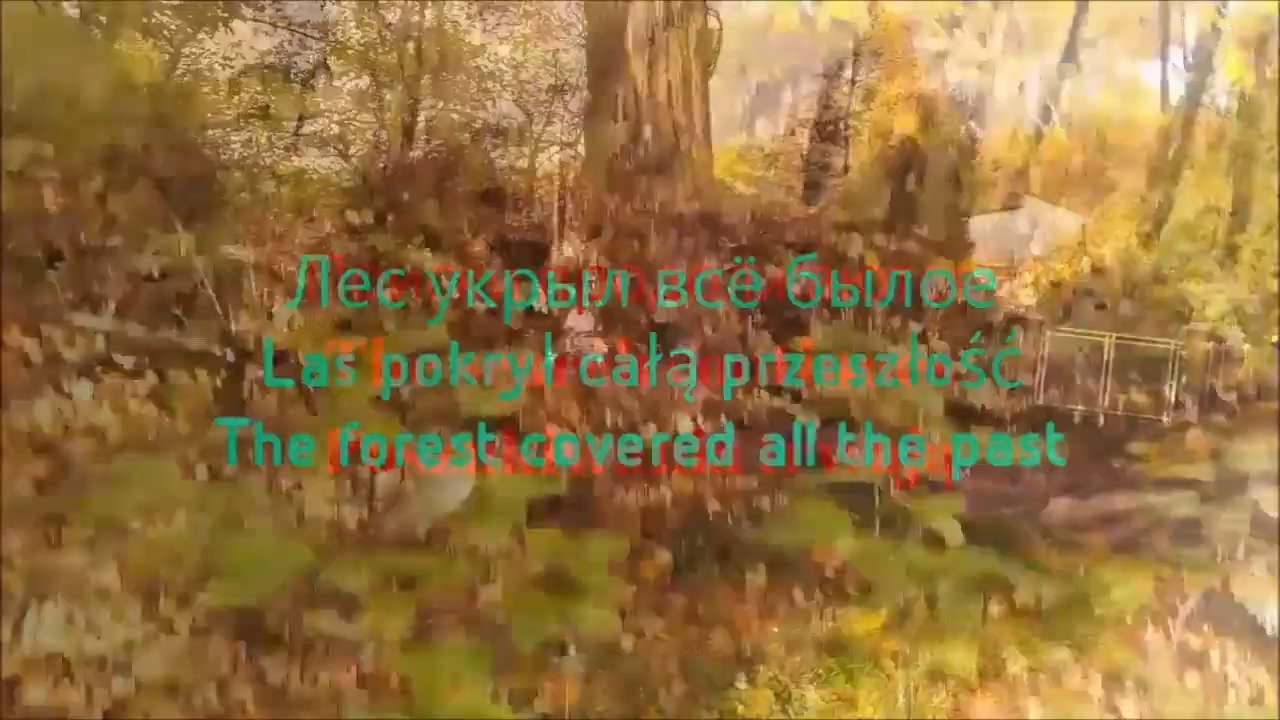 Лес укрыл всё былое
Las pokrył całą przeszłość
The forest covered all the past